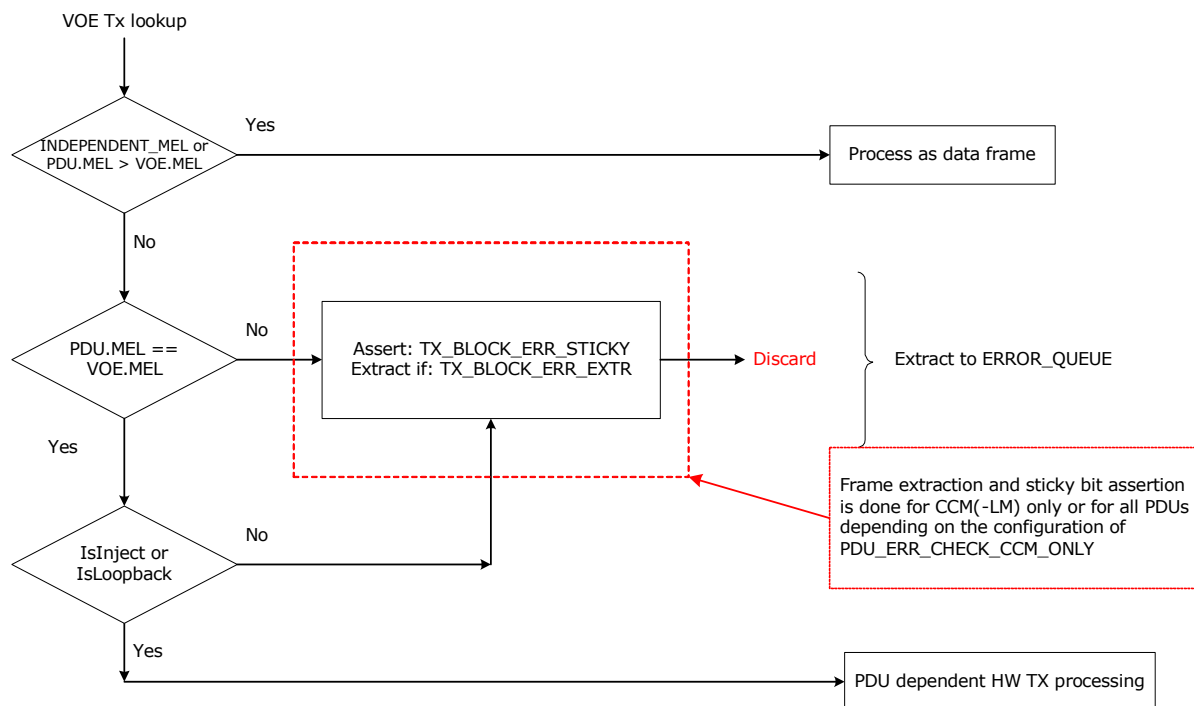 VOE Tx lookup
INDEPENDENT_MEL or
PDU.MEL > VOE.MEL
Yes
Process as data frame
No
PDU.MEL ==
VOE.MEL
No
Assert: TX_BLOCK_ERR_STICKY
Extract if: TX_BLOCK_ERR_EXTR
Discard
Extract to ERROR_QUEUE
Yes
Frame extraction and sticky bit assertion
is done for CCM(-LM) only or for all PDUs
depending on the configuration of
PDU_ERR_CHECK_CCM_ONLY
IsInject or
IsLoopback
No
Yes
PDU dependent HW TX processing